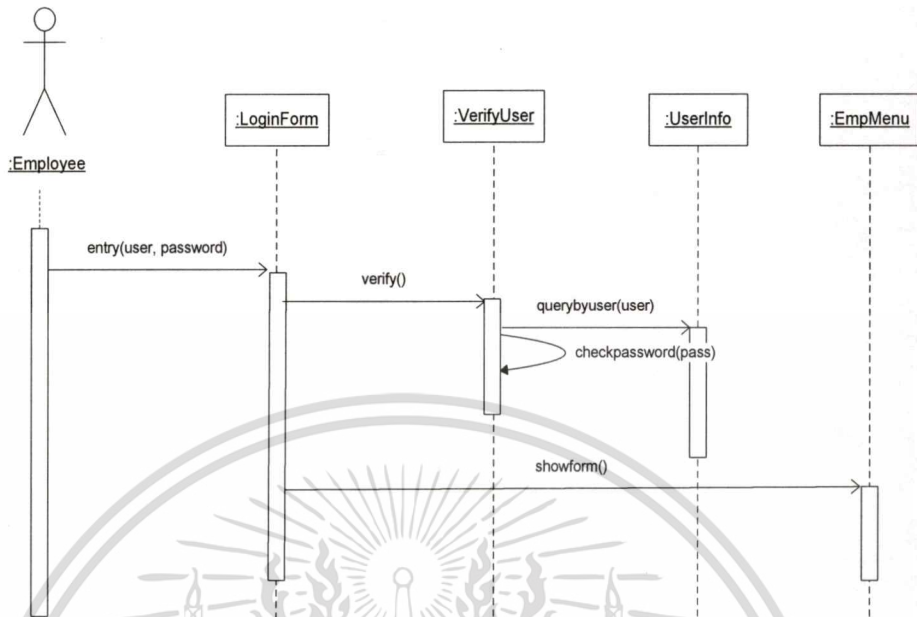 :LoginForm
:VerifyUser
:UserInfo
:EmpMenu
:Employee
entry(user, password)
verify()
querybyuser(user)
checkpassword(pass)
showform()